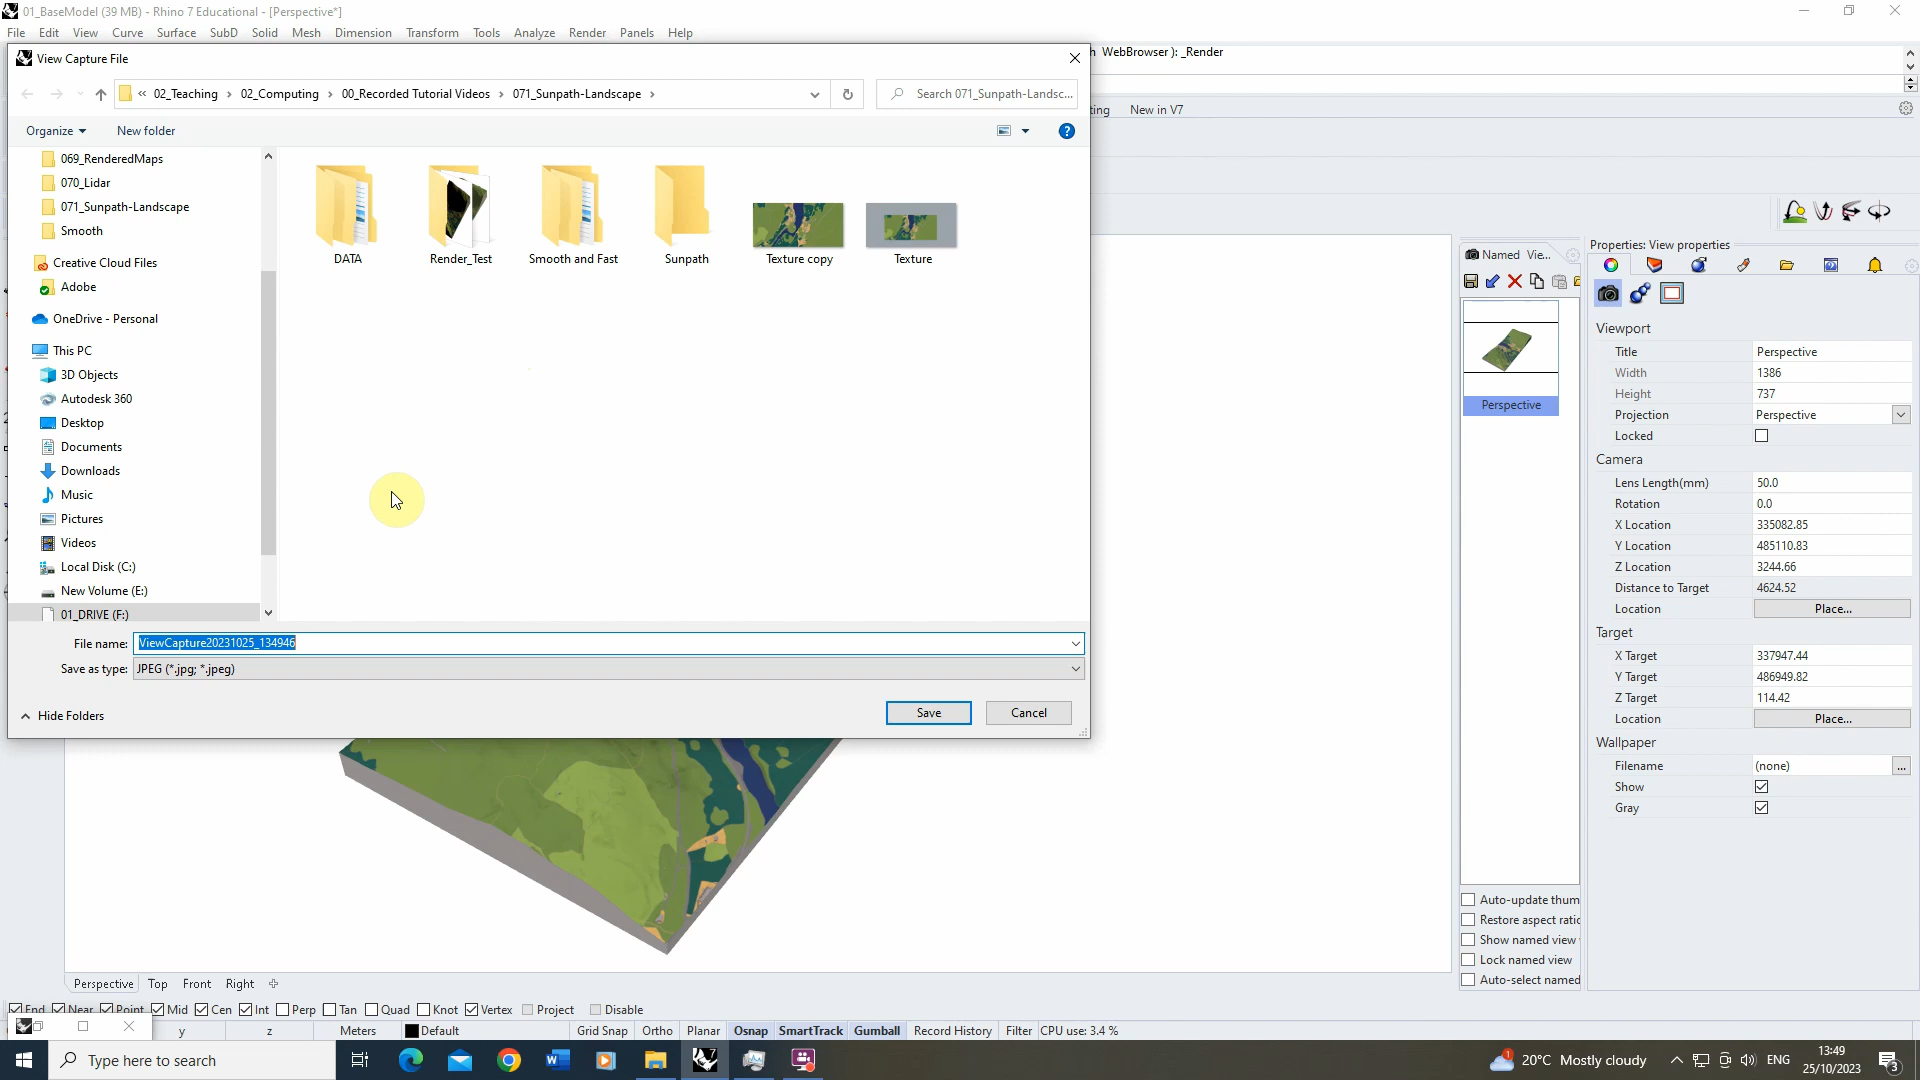 01_BaseModel (39 MB) - Rhino 7 Educational - [Perspective*]
File Edit View Curve Surface SubD Solid Mesh Dimension Transform Tools Analyze Render Panels Help
View Capture File
WebBrowser ): _Render
« 02_Teaching › 02_Computing › 00_Recorded Tutorial Videos › 071_Sunpath-Landscape ›
Search 071_Sunpath-Landsc...
New in V7
Organize
New folder
069_RenderedMaps
070_Lidar
071_Sunpath-Landscape
Smooth
Creative Cloud Files
Adobe
OneDrive - Personal
This PC
3D Objects
Autodesk 360
Desktop
Documents
Downloads
Music
Pictures
Videos
Local Disk (C:)
New Volume (E:)
01_DRIVE (F:)
DATA
Render_Test
Smooth and Fast
Sunpath
Texture copy
Texture
File name: ViewCapture20231025_134946
Save as type: JPEG (*.jpg; *.jpeg)
Hide Folders
Save
Cancel
Named Vie...
Perspective
Auto-update thum
Restore aspect ratio
Show named view
Lock named view
Auto-select named
Properties: View properties
Viewport
Title Perspective
Width 1386
Height 737
Projection Perspective
Locked
Camera
Lens Length(mm) 50.0
Rotation 0.0
X Location 335082.85
Y Location 485110.83
Z Location 3244.66
Distance to Target 4624.52
Location Place...
Target
X Target 337947.44
Y Target 486949.82
Z Target 114.42
Location Place...
Wallpaper
Filename (none) ...
Show
Gray
Perspective Top Front Right
End Near Point Mid Cen Int Perp Tan Quad Knot Vertex Project Disable
y z Meters Default Grid Snap Ortho Planar Osnap SmartTrack Gumball Record History Filter CPU use: 3.4 %
Type here to search
20°C Mostly cloudy
ENG
13:49
25/10/2023
3